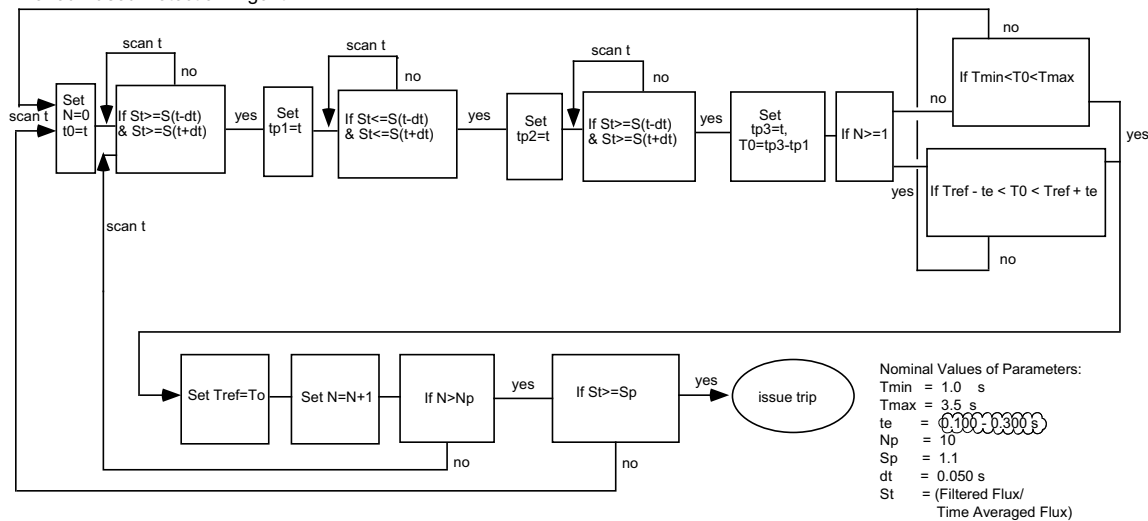 scan t
no
scan t
no
scan t
no
no
If Tmin<T0<Tmax
scan t
Set
N=0
t0=t
If St>=S(t-dt)
& St>=S(t+dt)
yes
Set
tp1=t
If St<=S(t-dt)
& St<=S(t+dt)
yes
Set
tp2=t
If St>=S(t-dt)
& St>=S(t+dt)
yes
Set
tp3=t,
T0=tp3-tp1
If N>=1
no
yes
yes
If Tref - te < T0 < Tref + te
no
scan t
Set Tref=To
Set N=N+1
If N>Np
yes
no
If St>=Sp
yes
no
issue trip
Nominal Values of Parameters:
Tmin = 1.0 s
Tmax = 3.5 s
te = 0.100 - 0.300 s
Np = 10
Sp = 1.1
dt = 0.050 s
St = (Filtered Flux/
Time Averaged Flux)